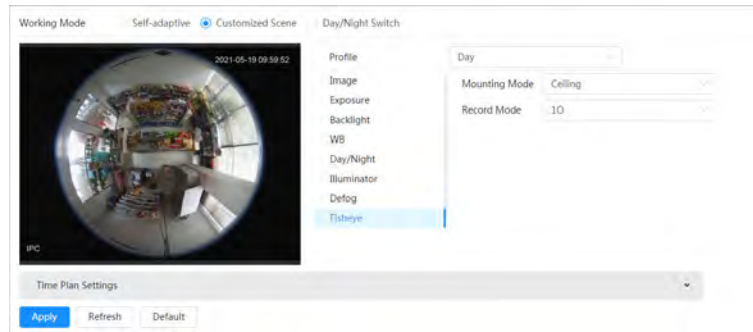 Working Mode Self-adaptive Customized Scene Day/Night Switch
2021-05-19 09:59:52
Profile Day
Image Mounting Mode Ceiling
Exposure Record Mode 1O
Backlight
WB
Day/Night
Illuminator
Defog
Fisheye
IPC
Time Plan Settings
Apply Refresh Default